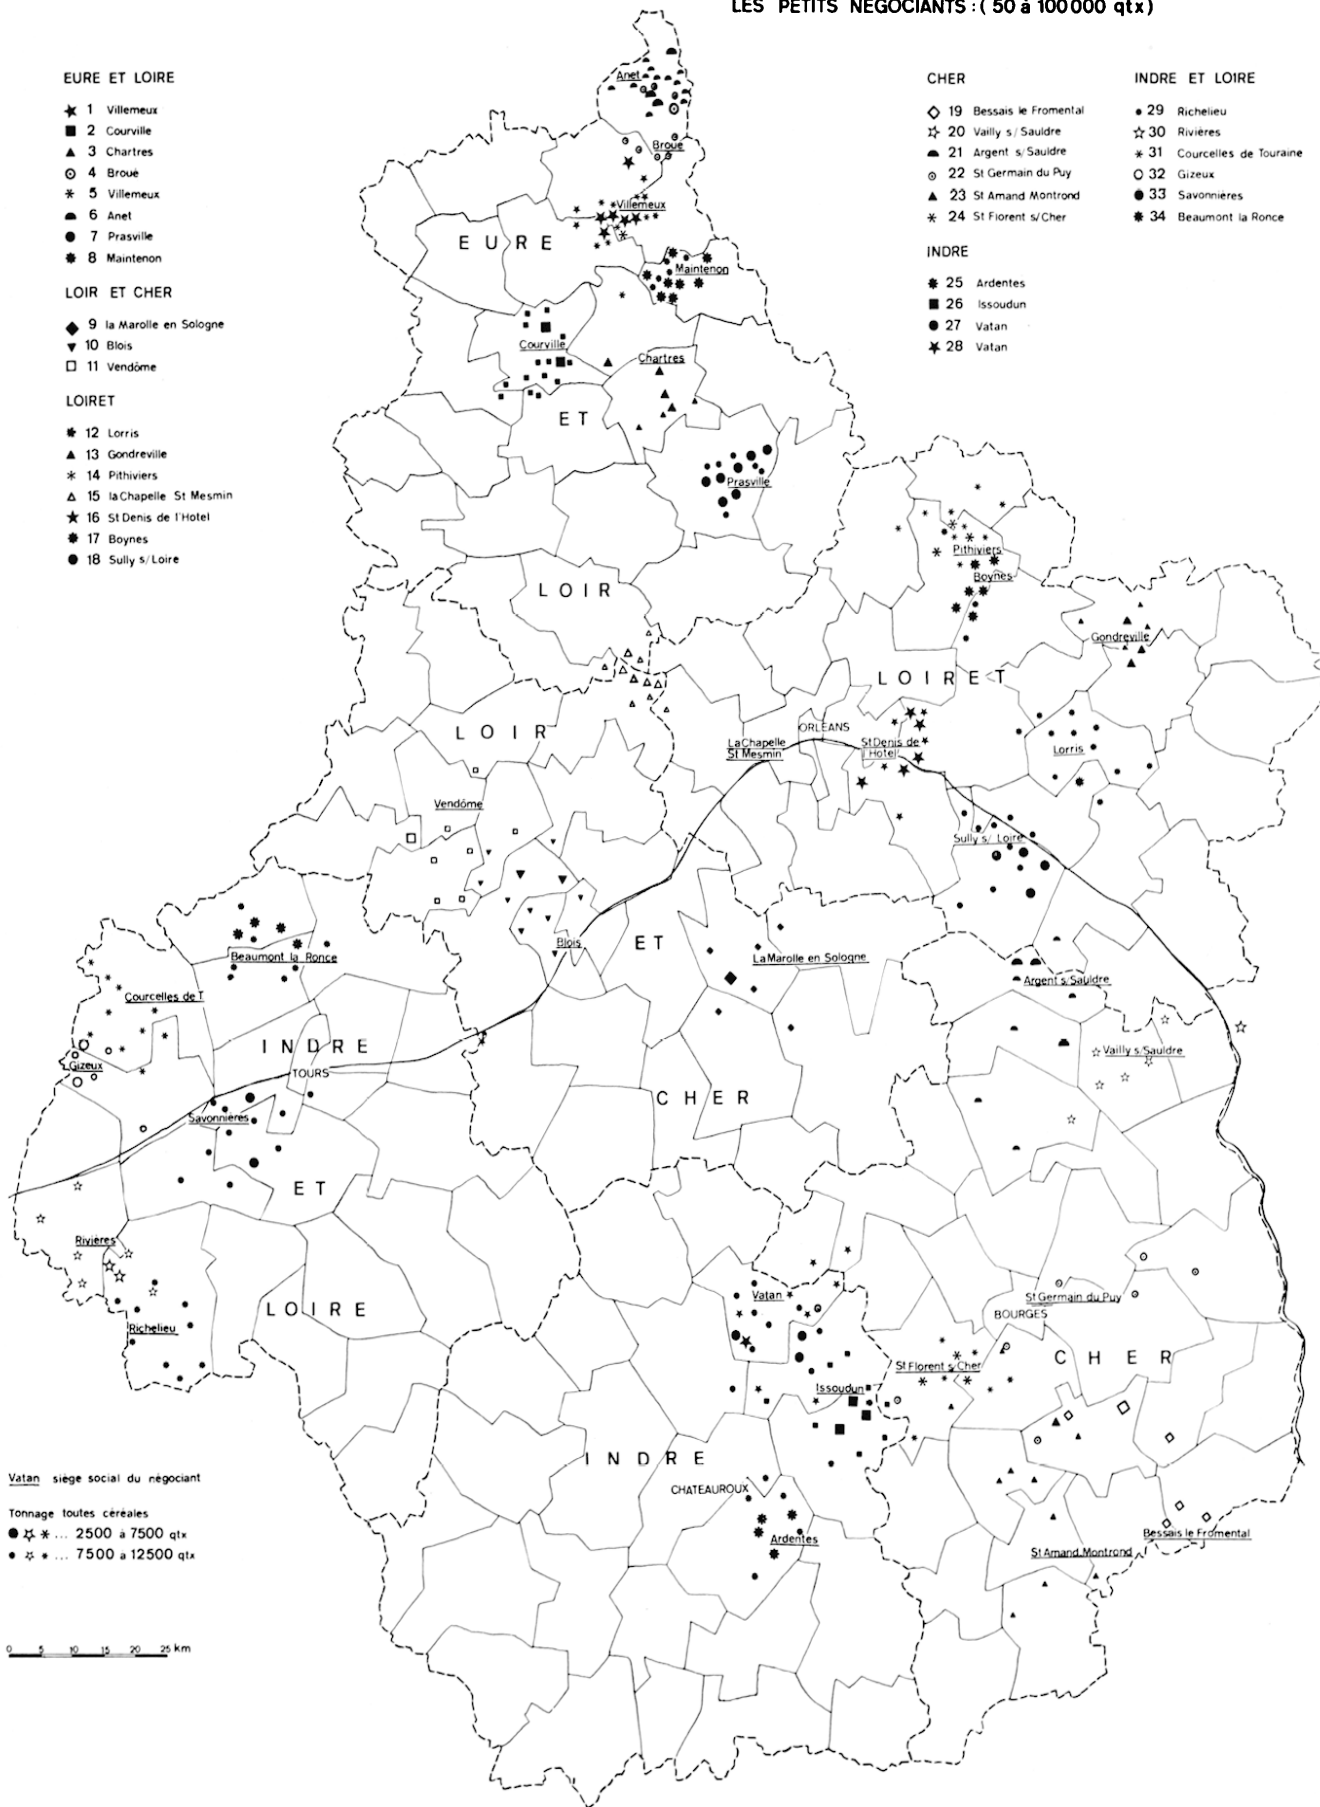 LES PETITS NEGOCIANTS : ( 50 à 100 000 qtx )
EURE ET LOIRE
1 Villemeux
2 Courville
3 Chartres
4 Broué
5 Villemeux
6 Anet
7 Prasville
8 Maintenon
LOIR ET CHER
9 la Marolle en Sologne
10 Blois
11 Vendôme
LOIRET
12 Lorris
13 Gondreville
14 Pithiviers
15 la Chapelle St Mesmin
16 St Denis de l'Hotel
17 Boynes
18 Sully s/Loire
CHER
19 Bessais le Fromental
20 Vailly s/Sauldre
21 Argent s/Sauldre
22 St Germain du Puy
23 St Amand Montrond
24 St Florent s/Cher
INDRE
25 Ardentes
26 Issoudun
27 Vatan
28 Vatan
INDRE ET LOIRE
29 Richelieu
30 Rivières
31 Courcelles de Touraine
32 Gizeux
33 Savonnières
34 Beaumont la Ronce
Anet
Broué
Villemeux
EURE
Maintenon
Courville
Chartres
ET
Prasville
Pithiviers
Boynes
LOIR
Gondreville
LOIRET
LOIR
ORLEANS
La Chapelle
St Mesmin
St Denis de
l'Hotel
Lorris
Vendôme
Sully s/ Loire
Blois
ET
La Marolle en Sologne
Beaumont la Ronce
Argent s/Sauldre
Courcelles de T
INDRE
Vailly s/Sauldre
Gizeux
TOURS
CHER
Savonnières
ET
Rivières
Vatan
St Germain du Puy
LOIRE
BOURGES
Richelieu
CHER
St Florent s/Cher
Issoudun
INDRE
CHATEAUROUX
Ardentes
Bessais le Fromental
St Amand Montrond
Vatan siège social du négociant
Tonnage toutes céréales
... 2500 à 7500 qtx
... 7500 a 12500 qtx
0 5 10 15 20 25 km